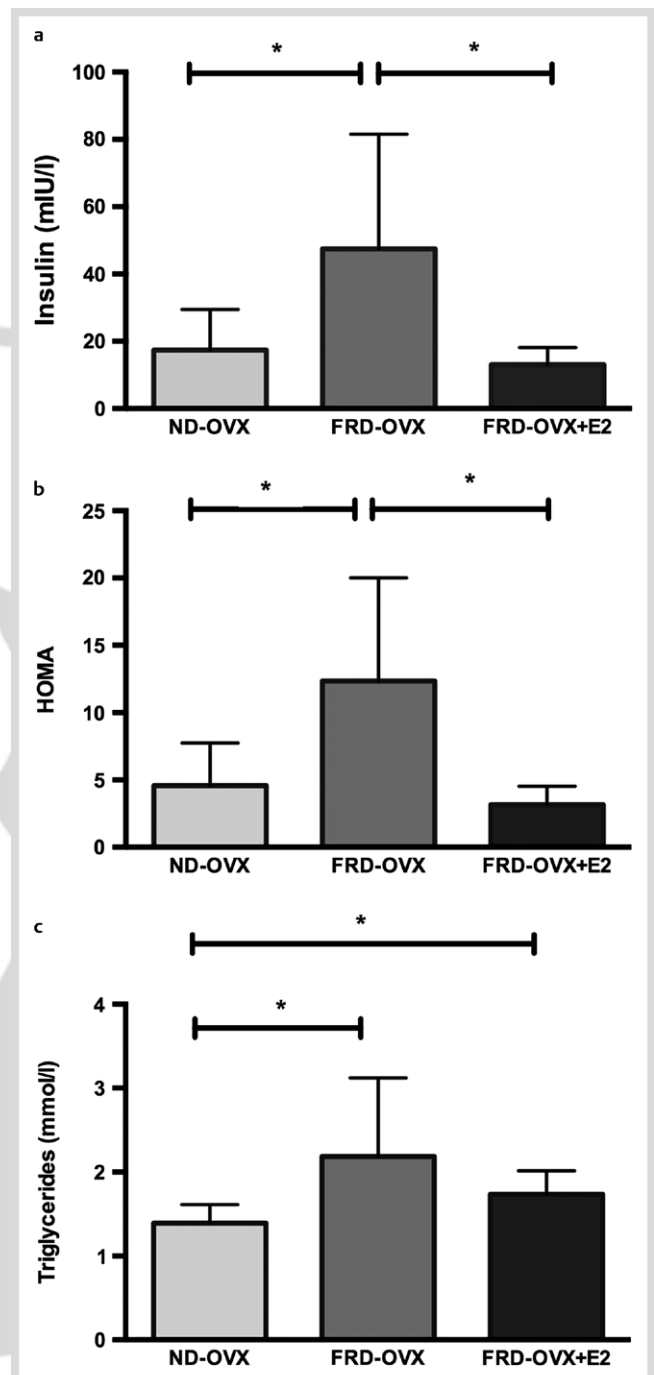 a
*
*
100
80
60
40
20
0
Insulin (mIU/l)
ND-OVX
FRD-OVX
FRD-OVX+E2
b
*
*
25
20
15
10
5
0
HOMA
ND-OVX
FRD-OVX
FRD-OVX+E2
c
*
*
4
3
2
1
0
Triglycerides (mmol/l)
ND-OVX
FRD-OVX
FRD-OVX+E2